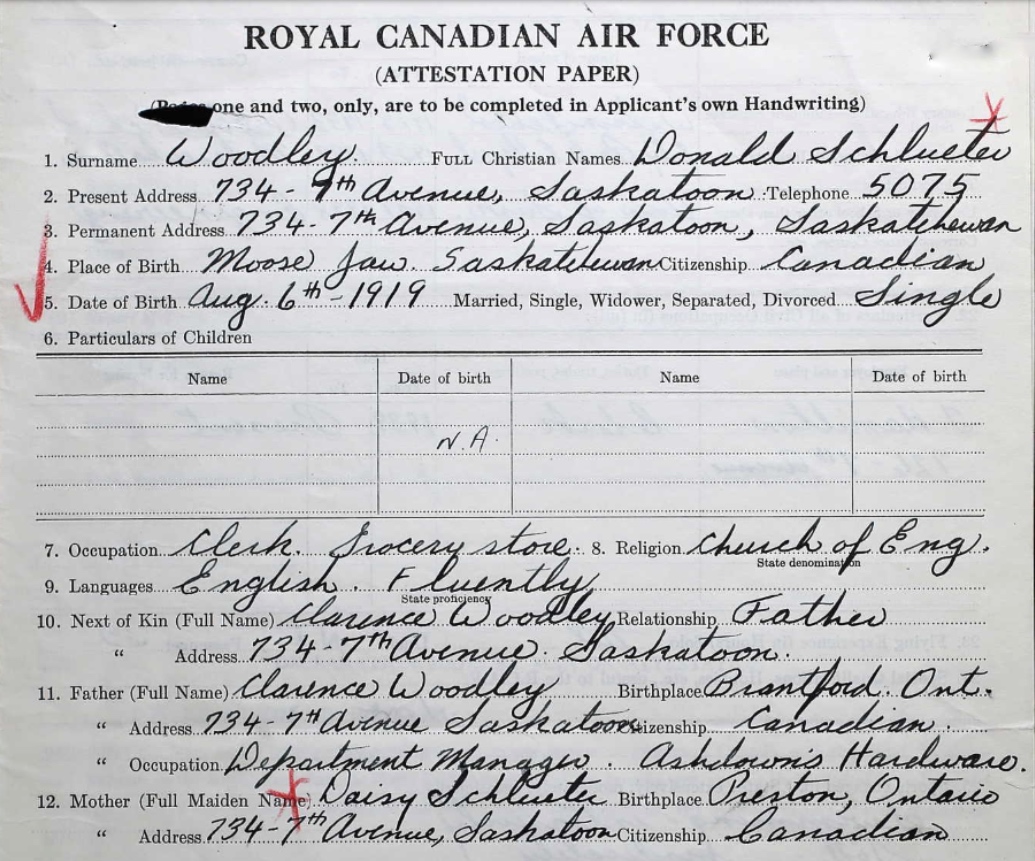 ROYAL CANADIAN AIR FORCE
(ATTESTATION PAPER)
one and two, only, are to be completed in Applicant's own Handwriting)
1. Surname Woodley. FULL Christian Names Donald Schlueter
2. Present Address 734 - 7th Avenue, Saskatoon. Telephone 5075
3. Permanent Address 734 - 7th Avenue, Saskatoon, Saskatchewan
4. Place of Birth Moose Jaw. Saskatchewan Citizenship Canadian
5. Date of Birth Aug. 6th - 1919 Married, Single, Widower, Separated, Divorced Single
6. Particulars of Children
Name Date of birth Name Date of birth
N.A.
7. Occupation Clerk. Grocery store. 8. Religion Church of Eng.
State denomination
9. Languages English. Fluently
State proficiency
10. Next of Kin (Full Name) Clarence Woodley Relationship Father
" Address 734 - 7th Avenue. Saskatoon.
11. Father (Full Name) Clarence Woodley Birthplace Brantford. Ont.
" Address 734 - 7th Avenue Saskatoon Citizenship Canadian.
" Occupation Department Manager. Ashdown's Hardware.
12. Mother (Full Maiden Name) Daisy Schlueter Birthplace Preston, Ontario
" Address 734 - 7th Avenue, Saskatoon Citizenship Canadian